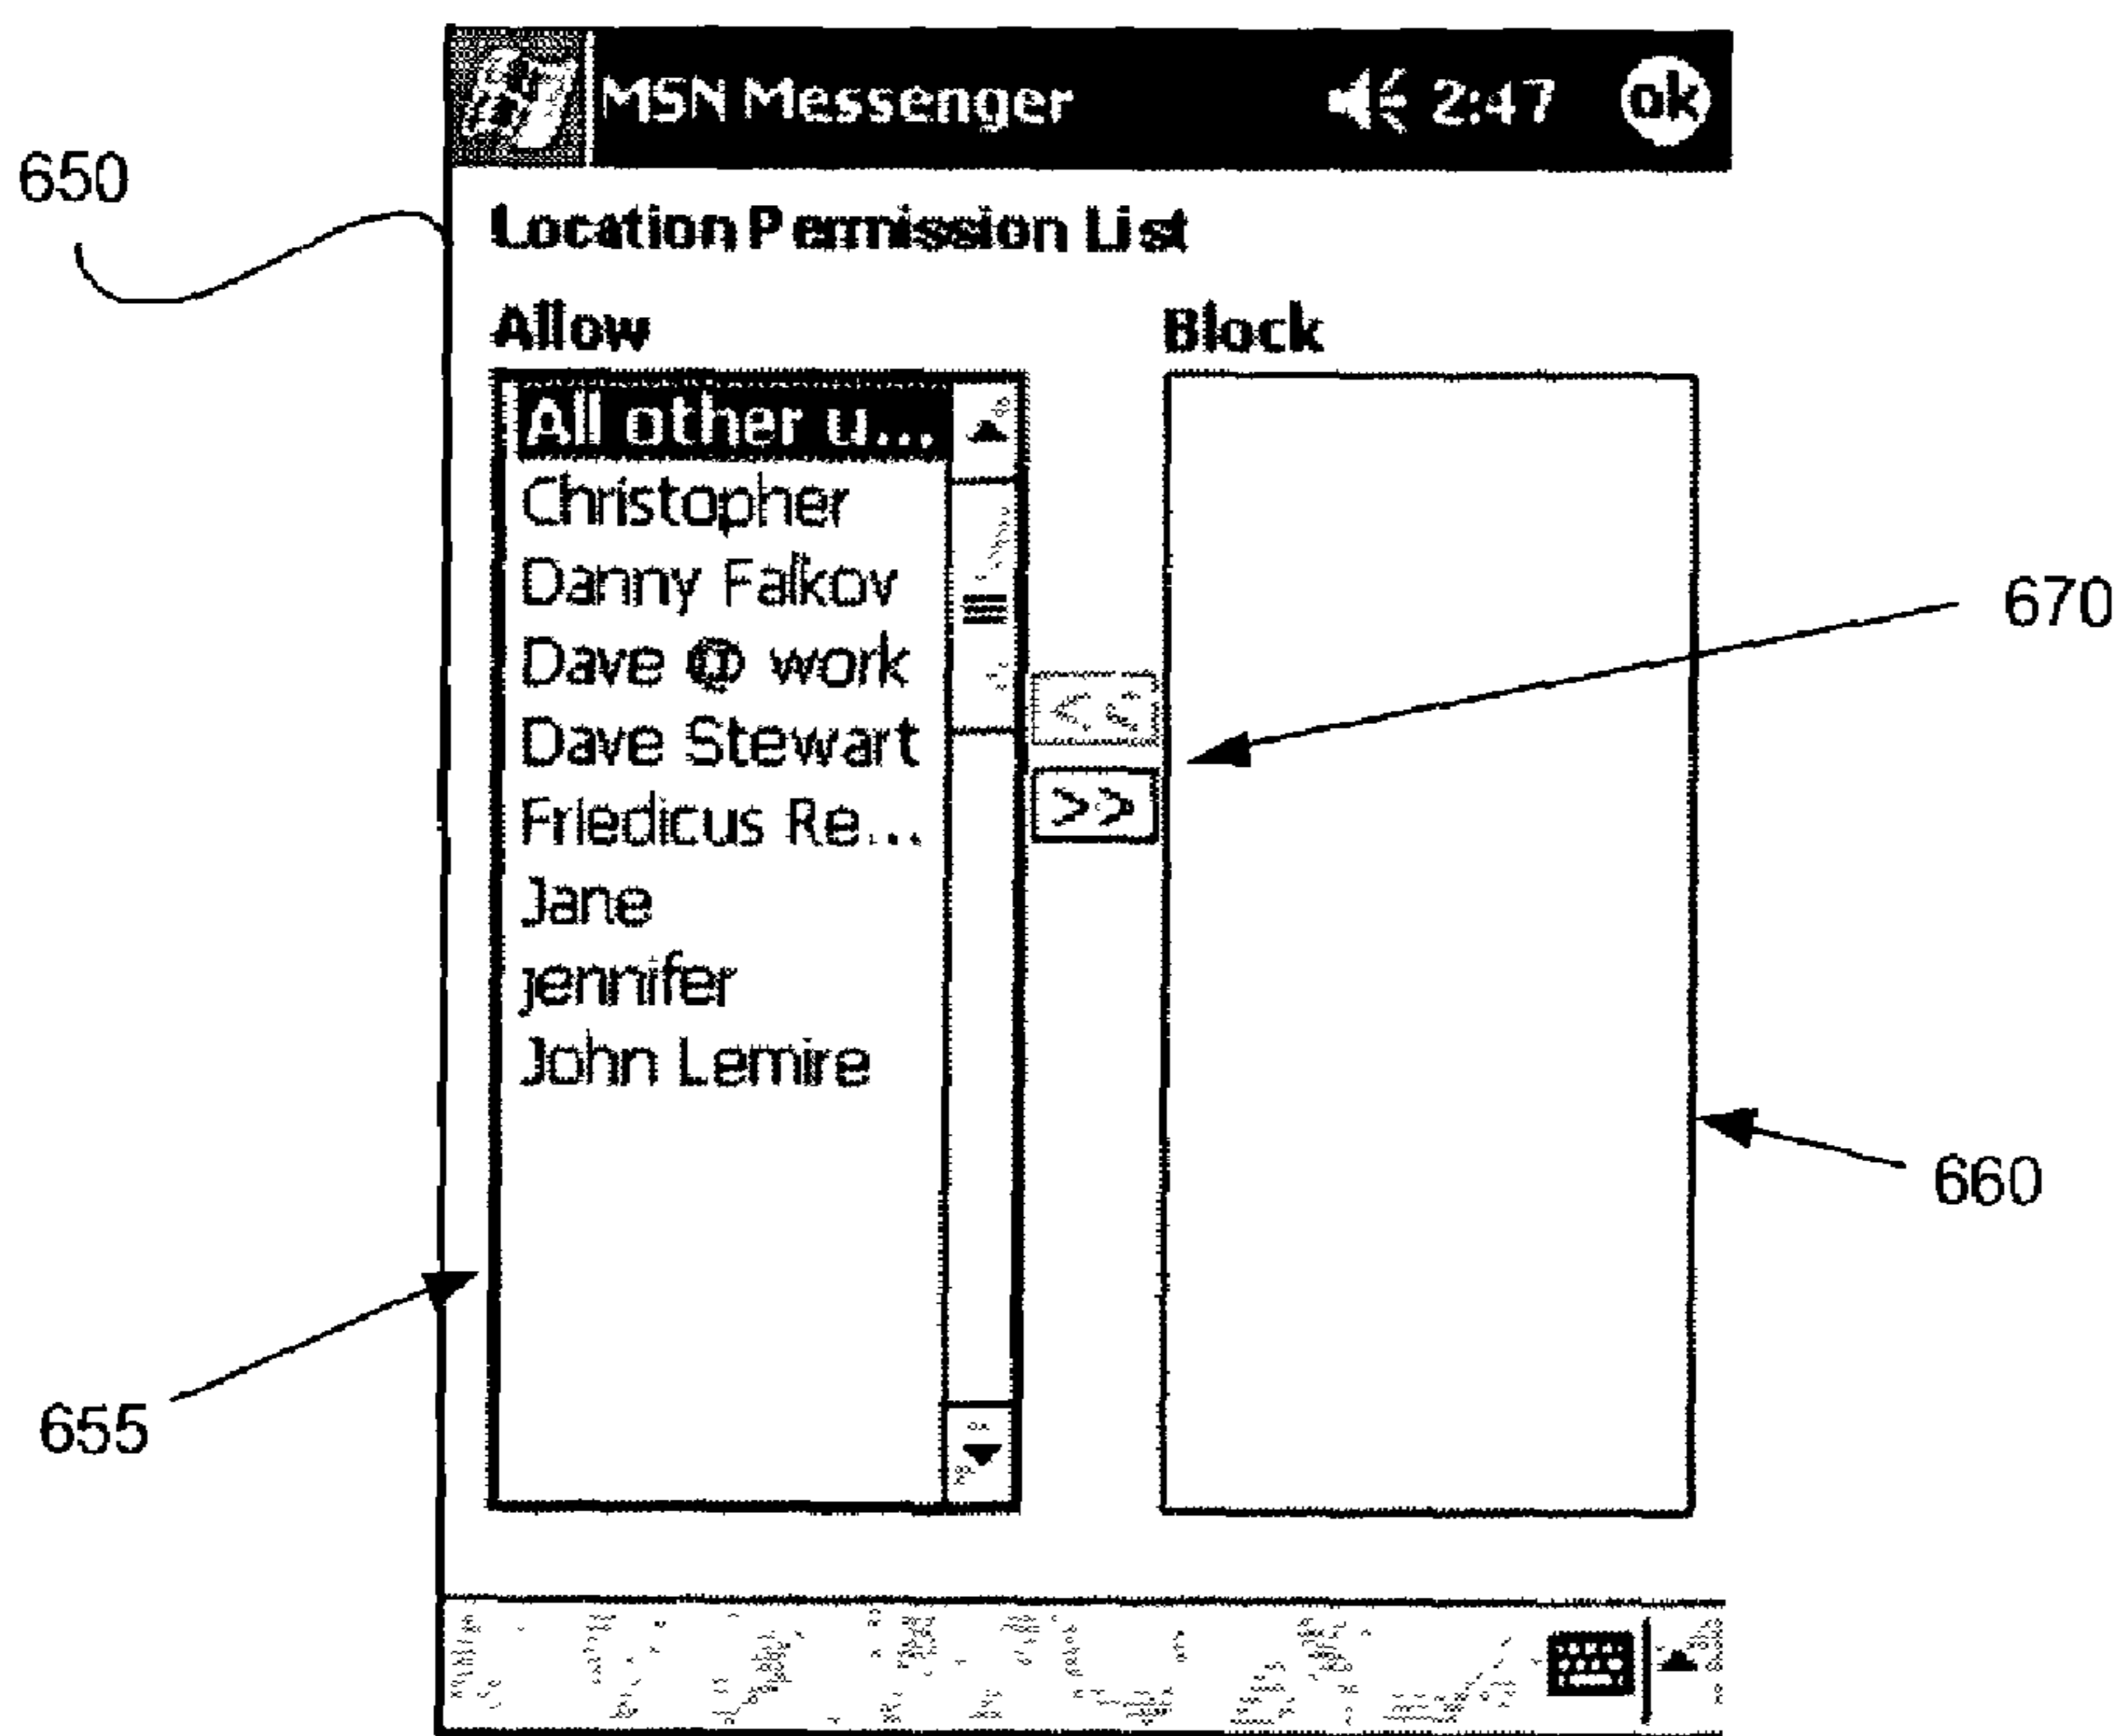 MSN Messenger 2:47 ok
650
Location Permission List
Allow Block
All other u...
Christopher
Danny Falkov
670
Dave @ work
<<
Dave Stewart
>>
Friedicus Re...
Jane
jennifer
John Lemire
660
655